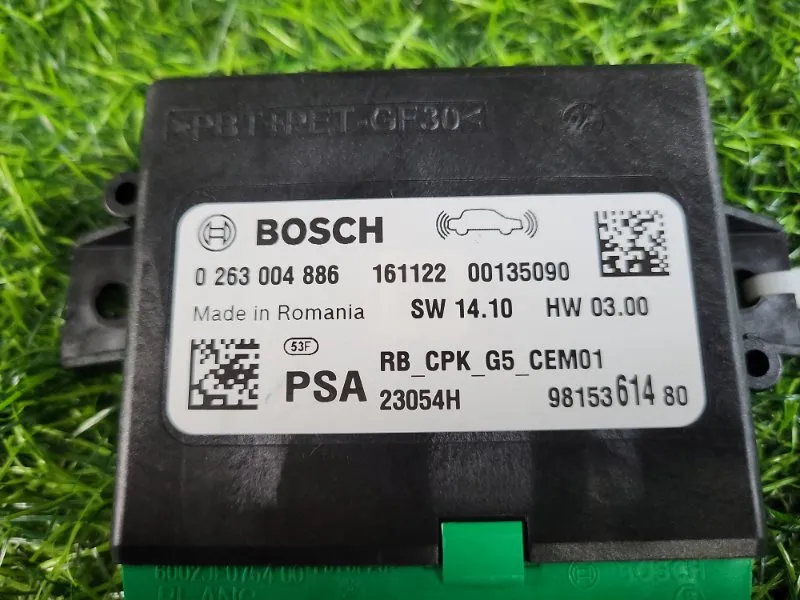 >PBT+PET-GF30<
BOSCH
0 263 004 886 161122 00135090
Made in Romania SW 14.10 HW 03.00
53F
RB_CPK_G5_CEM01
PSA 23054H 98153 614 80
BOSCH